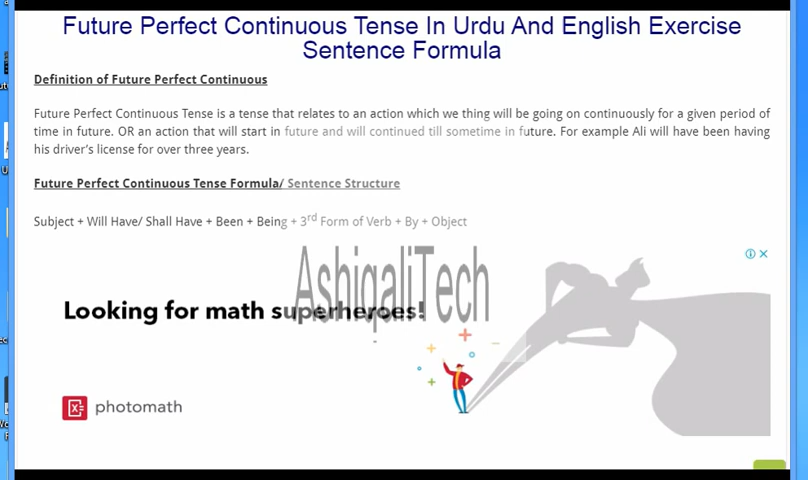 Future Perfect Continuous Tense In Urdu And English Exercise
Sentence Formula
Definition of Future Perfect Continuous
Future Perfect Continuous Tense is a tense that relates to an action which we thing will be going on continuously for a given period of
time in future. OR an action that will start in future and will continued till sometime in future. For example Ali will have been having
his driver's license for over three years.
Future Perfect Continuous Tense Formula/ Sentence Structure
Subject + Will Have/ Shall Have + Been + Being + 3rd Form of Verb + By + Object
AshiqaliTech
Looking for math superheroes!
photomath